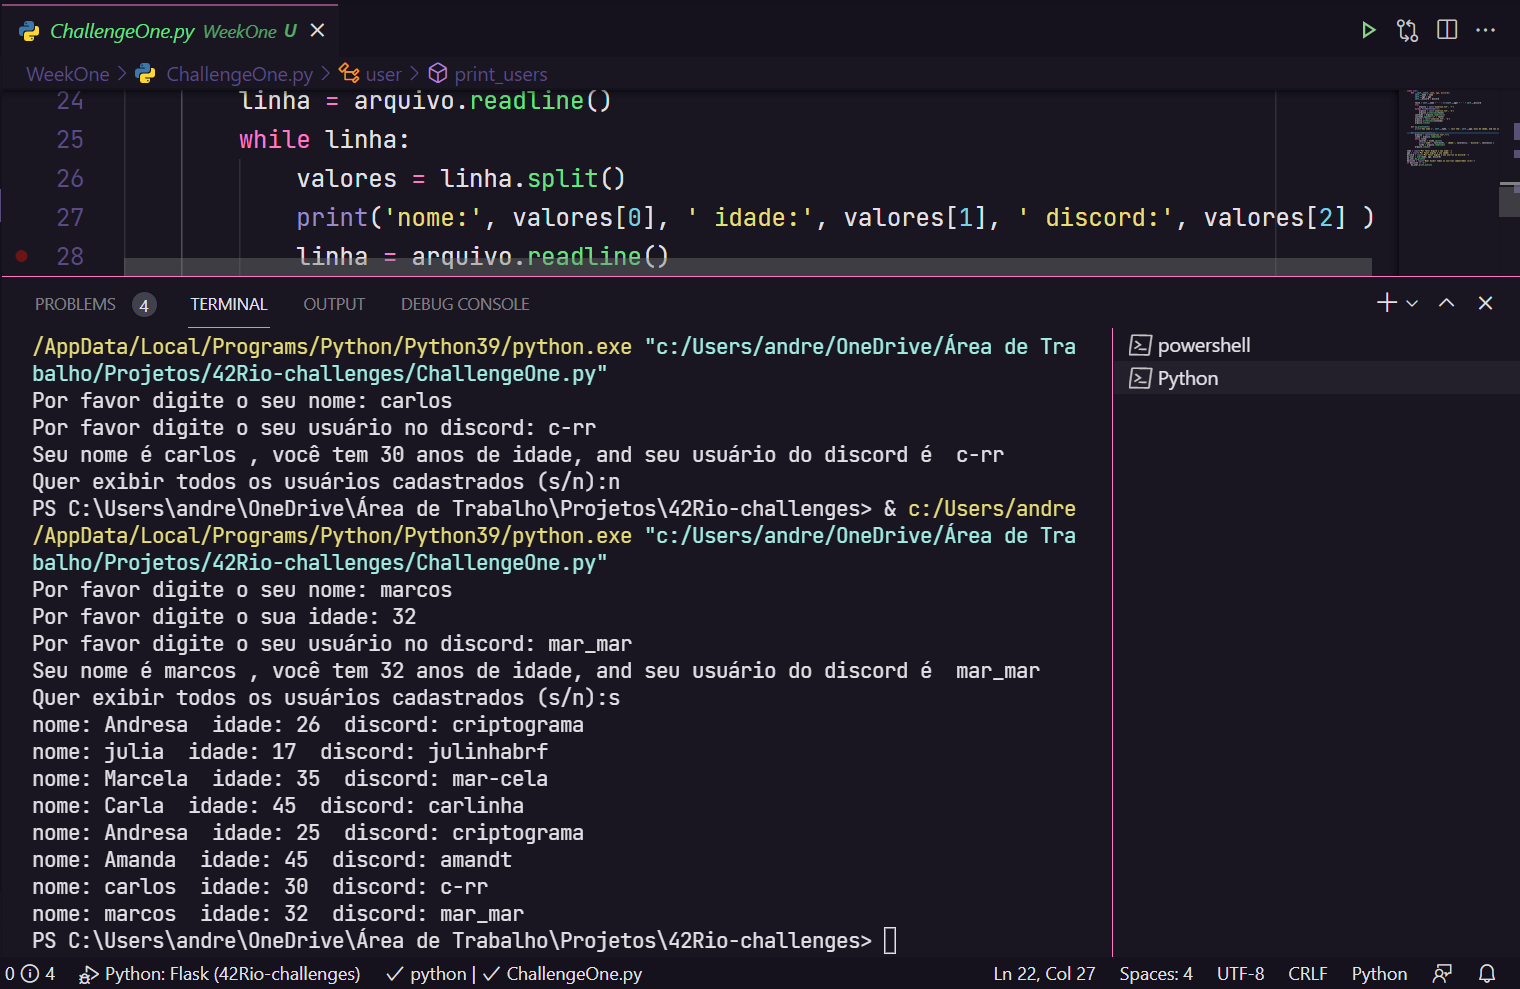 ChallengeOne.py WeekOne U
WeekOne > ChallengeOne.py > user > print_users
24 linha = arquivo.readline()
25 while linha:
26 valores = linha.split()
27 print('nome:', valores[0], ' idade:', valores[1], ' discord:', valores[2] )
28 linha = arquivo.readline()
PROBLEMS 4 TERMINAL OUTPUT DEBUG CONSOLE
/AppData/Local/Programs/Python/Python39/python.exe "c:/Users/andre/OneDrive/Área de Tra
balho/Projetos/42Rio-challenges/ChallengeOne.py"
Por favor digite o seu nome: carlos
Por favor digite o seu usuário no discord: c-rr
Seu nome é carlos , você tem 30 anos de idade, and seu usuário do discord é  c-rr
Quer exibir todos os usuários cadastrados (s/n):n
PS C:\Users\andre\OneDrive\Área de Trabalho\Projetos\42Rio-challenges> & c:/Users/andre
/AppData/Local/Programs/Python/Python39/python.exe "c:/Users/andre/OneDrive/Área de Tra
balho/Projetos/42Rio-challenges/ChallengeOne.py"
Por favor digite o seu nome: marcos
Por favor digite o sua idade: 32
Por favor digite o seu usuário no discord: mar_mar
Seu nome é marcos , você tem 32 anos de idade, and seu usuário do discord é  mar_mar
Quer exibir todos os usuários cadastrados (s/n):s
nome: Andresa  idade: 26  discord: criptograma
nome: julia  idade: 17  discord: julinhabrf
nome: Marcela  idade: 35  discord: mar-cela
nome: Carla  idade: 45  discord: carlinha
nome: Andresa  idade: 25  discord: criptograma
nome: Amanda  idade: 45  discord: amandt
nome: carlos  idade: 30  discord: c-rr
nome: marcos  idade: 32  discord: mar_mar
PS C:\Users\andre\OneDrive\Área de Trabalho\Projetos\42Rio-challenges>
powershell
Python
0 4 Python: Flask (42Rio-challenges) python | ChallengeOne.py Ln 22, Col 27 Spaces: 4 UTF-8 CRLF Python